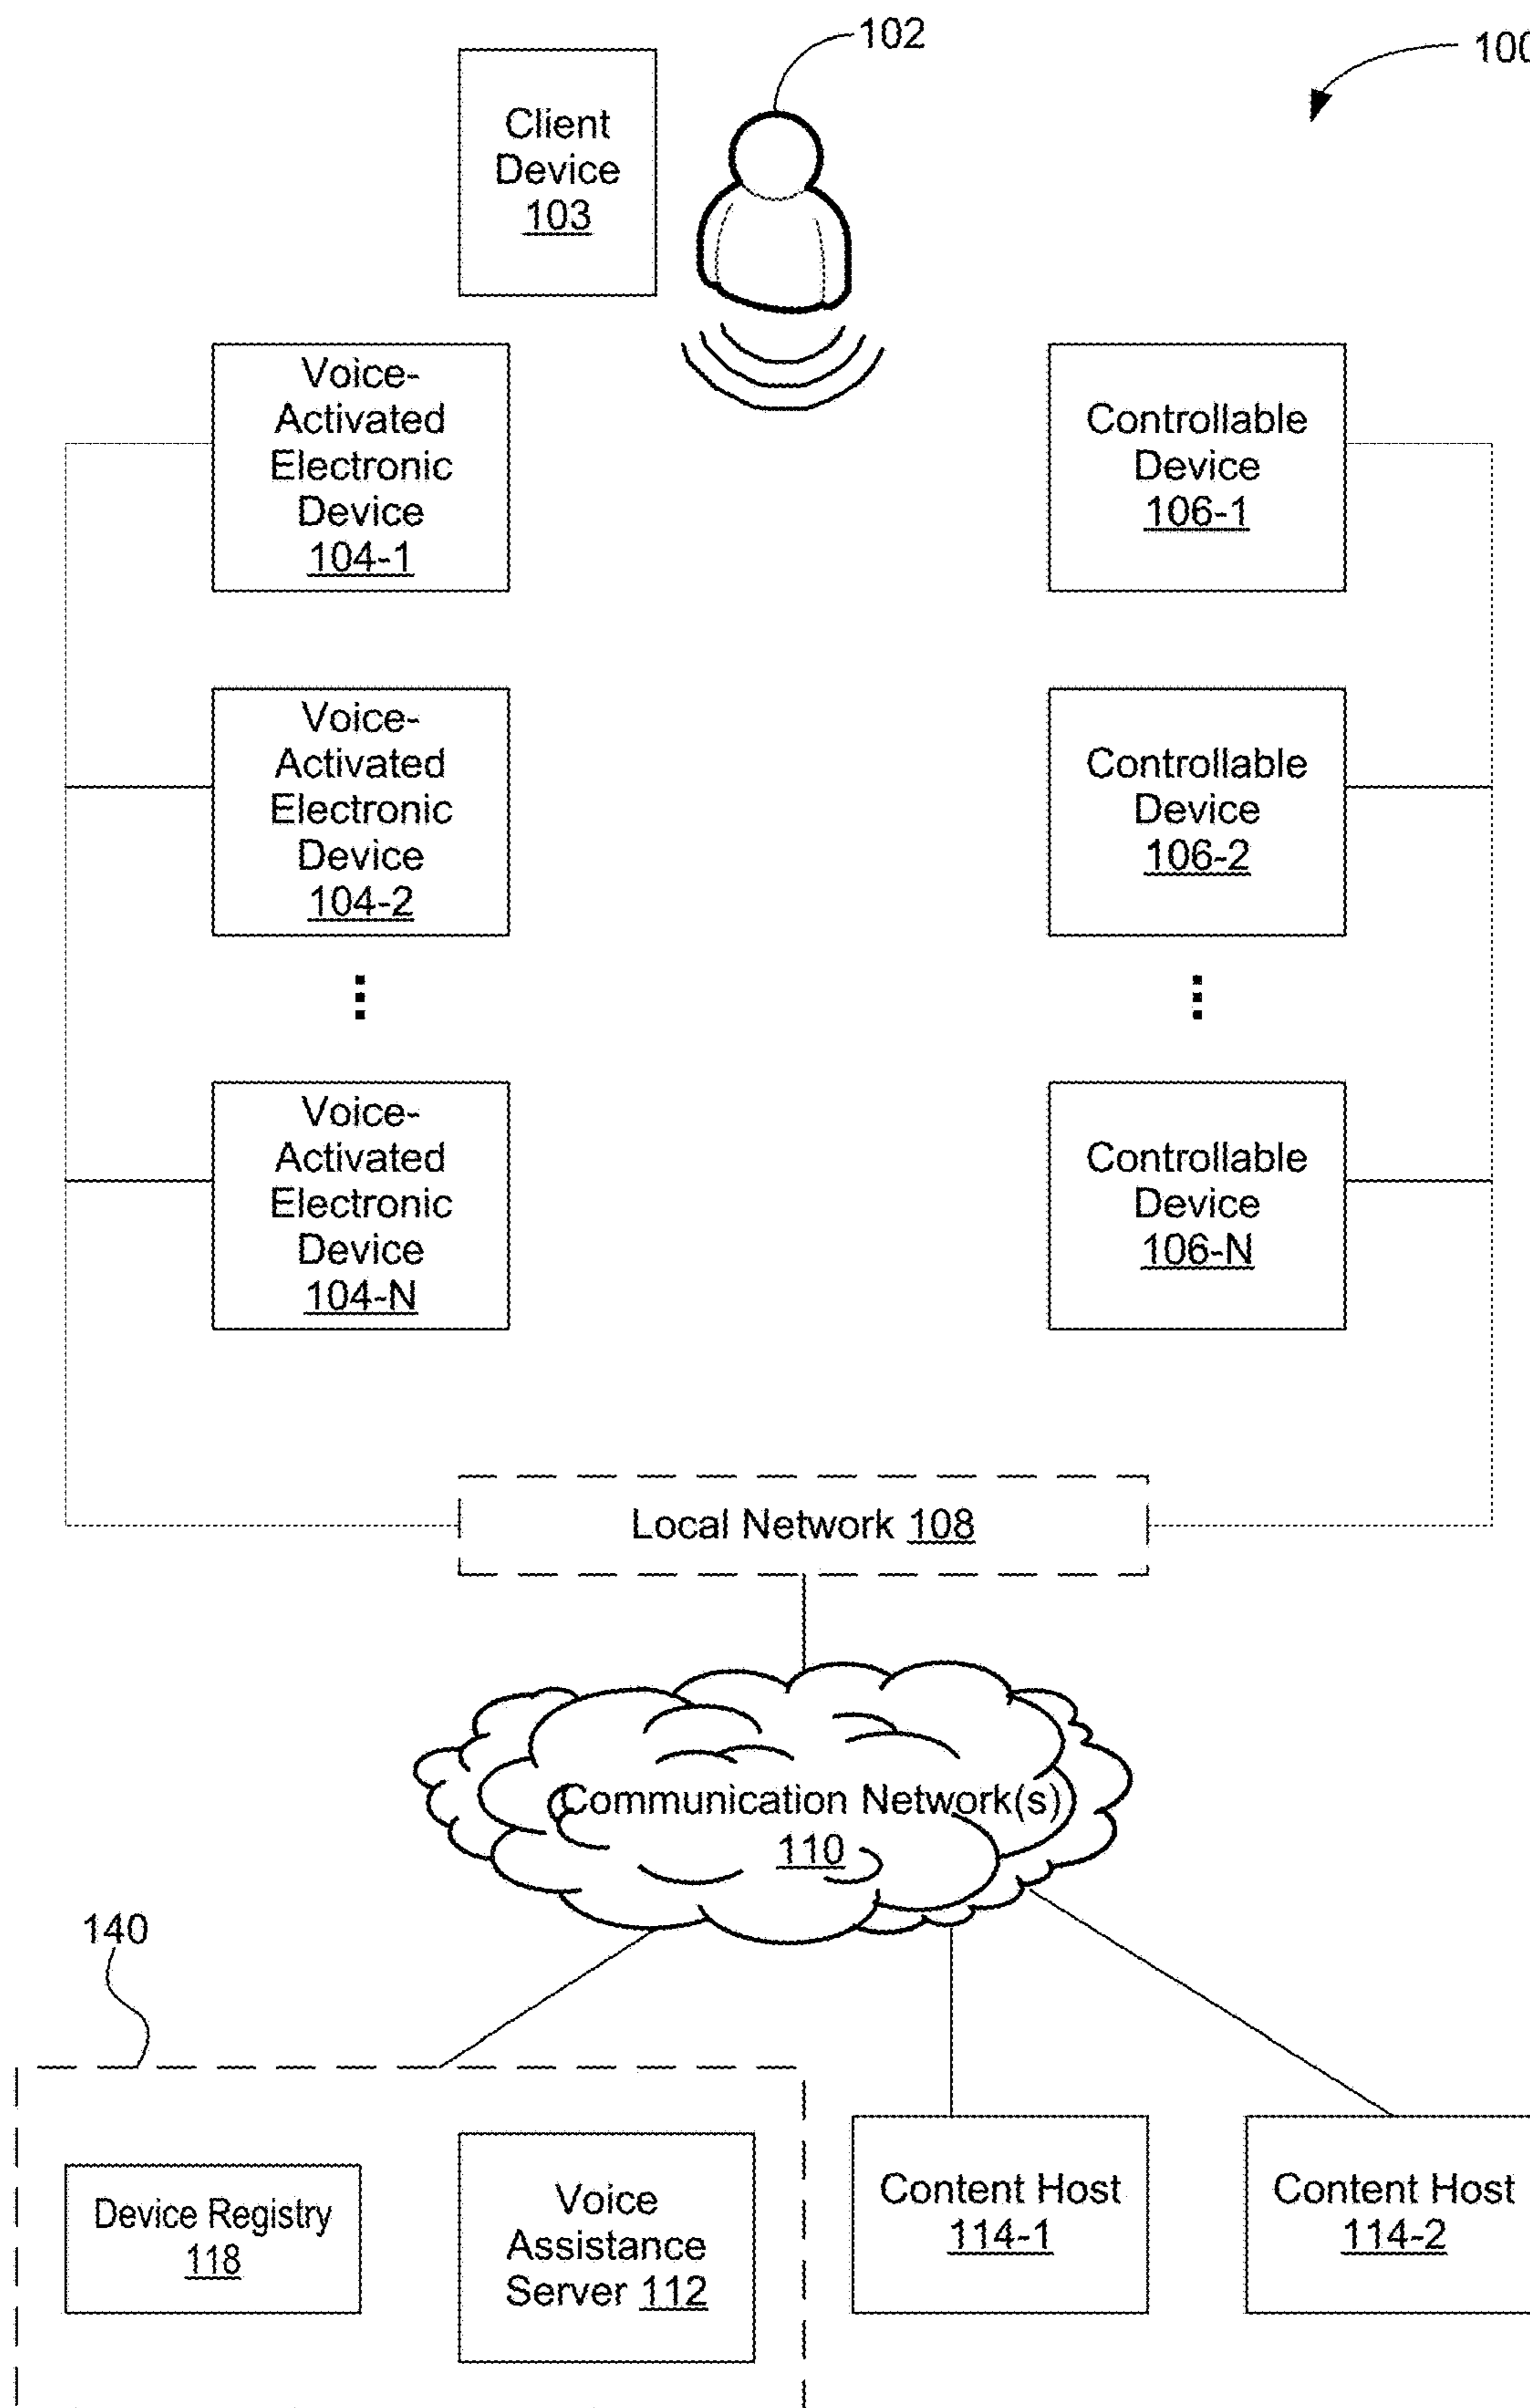 102
100
Client
Device
103
Voice-
Activated
Electronic
Device
104-1
Controllable
Device
106-1
Voice-
Activated
Electronic
Device
104-2
Controllable
Device
106-2
Voice-
Activated
Electronic
Device
104-N
Controllable
Device
106-N
Local Network 108
Communication Network(s)
110
140
Device Registry
118
Voice
Assistance
Server 112
Content Host
114-1
Content Host
114-2